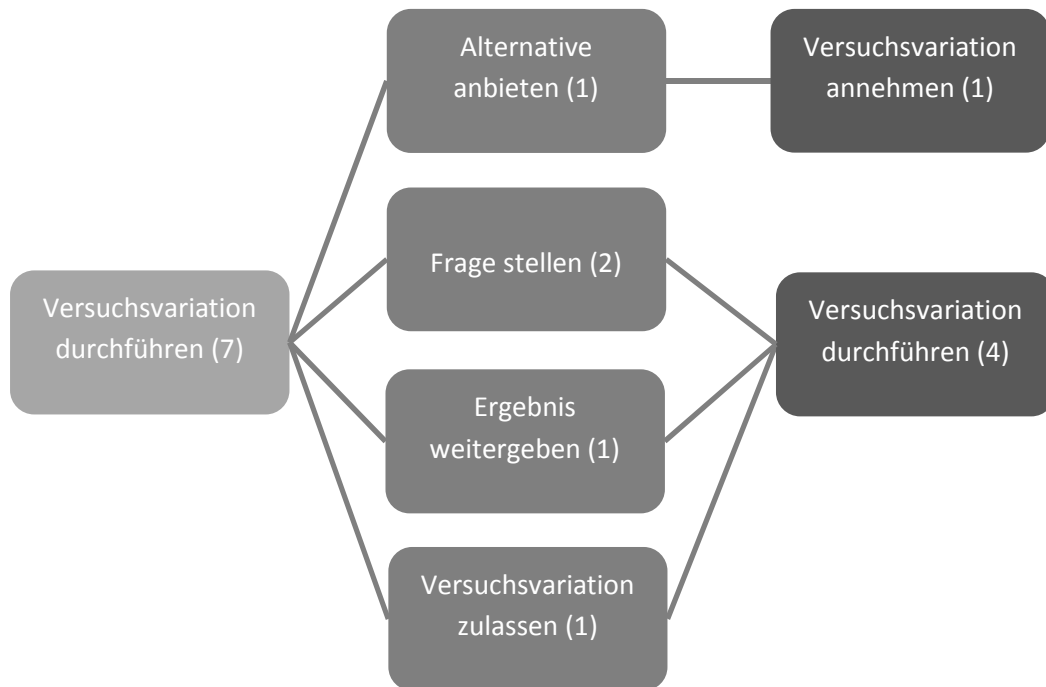 Alternative
anbieten (1)
Versuchsvariation
annehmen (1)
Frage stellen (2)
Versuchsvariation
durchführen (7)
Versuchsvariation
durchführen (4)
Ergebnis
weitergeben (1)
Versuchsvariation
zulassen (1)